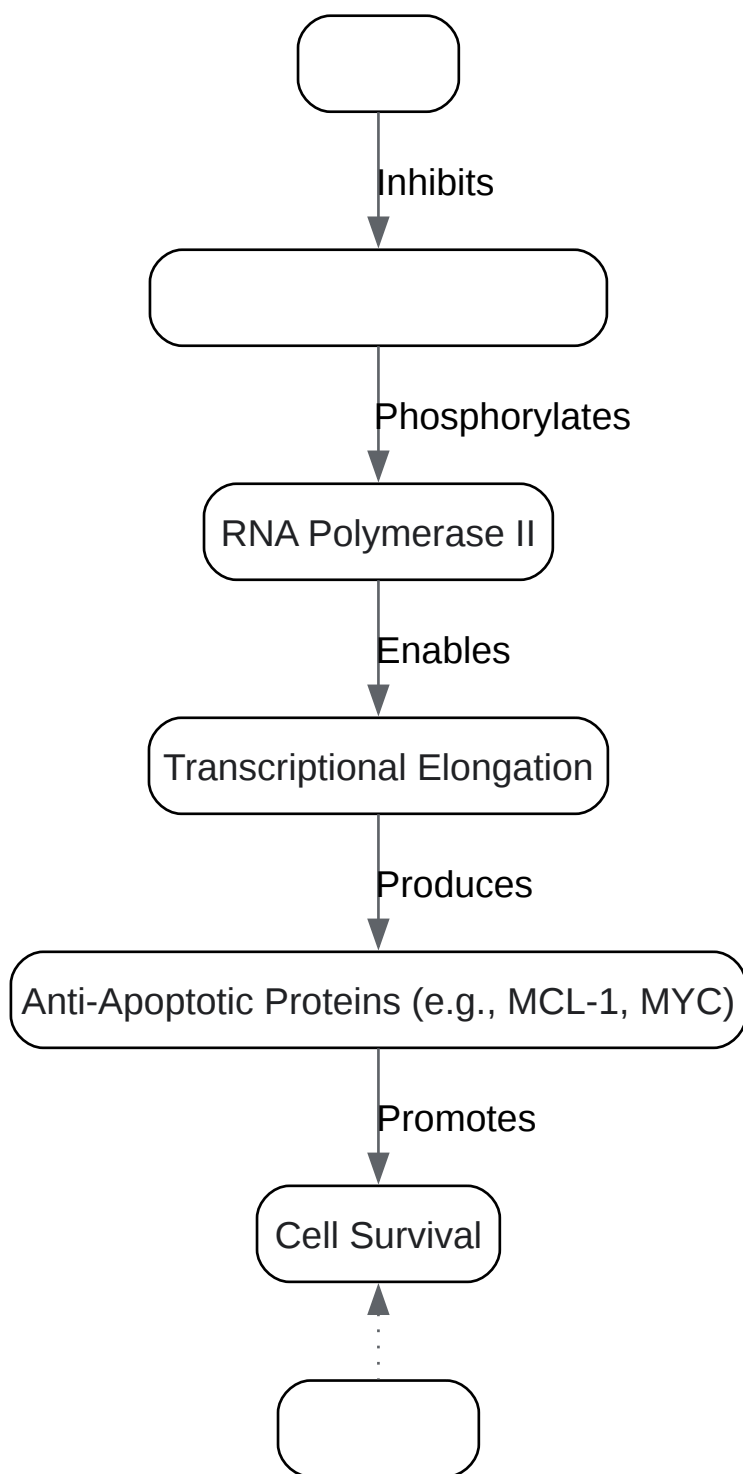 Inhibits
Phosphorylates
RNA Polymerase II
Enables
Transcriptional Elongation
Produces
Anti-Apoptotic Proteins (e.g., MCL-1, MYC)
Promotes
Cell Survival